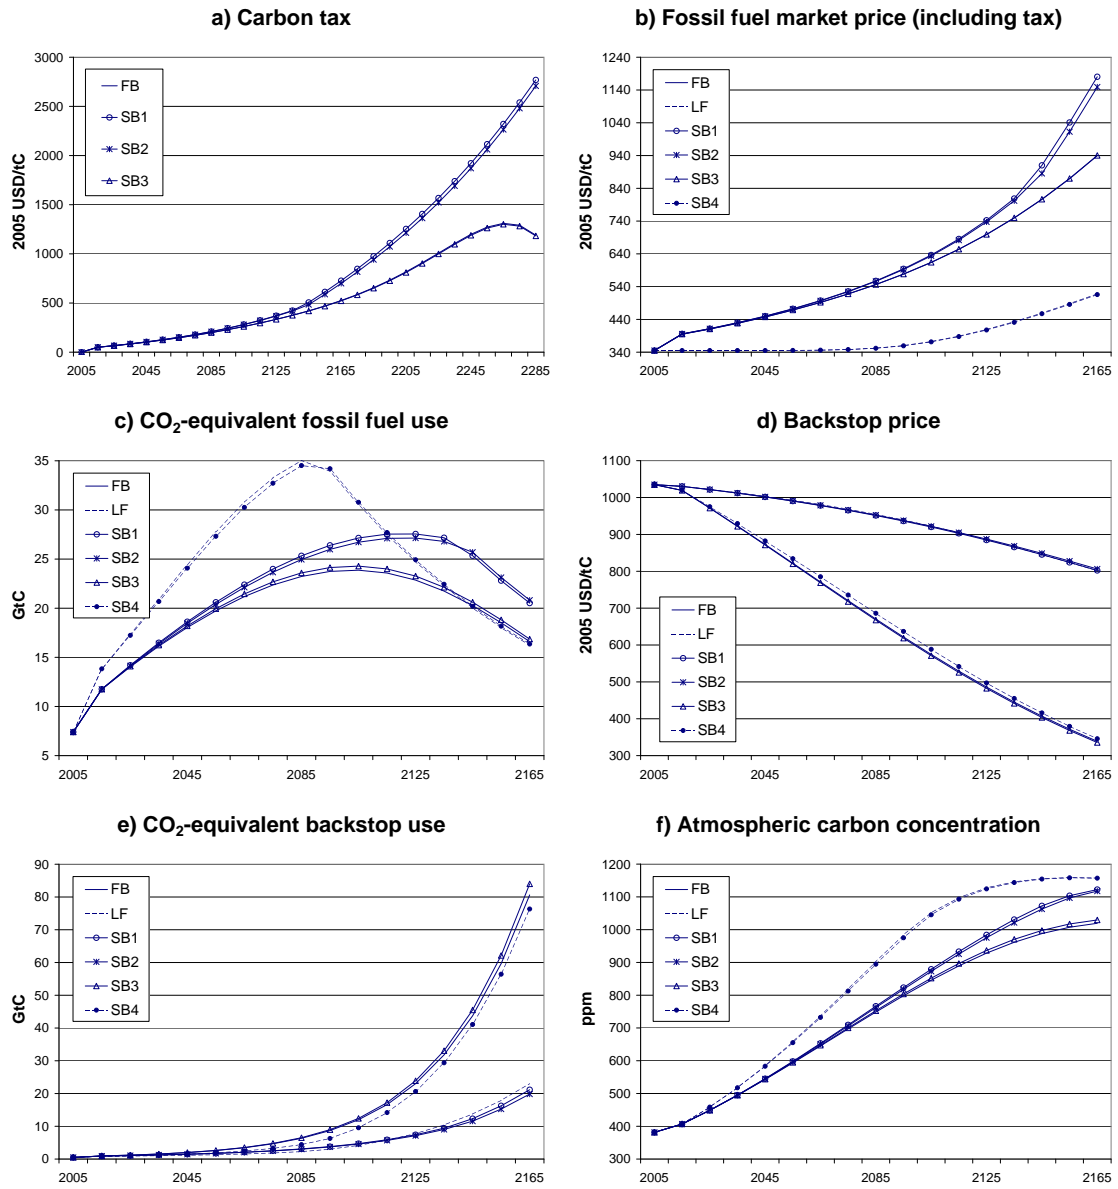 a) Carbon tax
2005 USD/tC
3000
2500
2000
1500
1000
500
0
FB
SB1
SB2
SB3
2005 2045 2085 2125 2165 2205 2245 2285
b) Fossil fuel market price (including tax)
2005 USD/tC
1240
1140
1040
940
840
740
640
540
440
340
FB
LF
SB1
SB2
SB3
SB4
2005 2045 2085 2125 2165
c) CO₂-equivalent fossil fuel use
GtC
35
30
25
20
15
10
5
FB
LF
SB1
SB2
SB3
SB4
2005 2045 2085 2125 2165
d) Backstop price
2005 USD/tC
1100
1000
900
800
700
600
500
400
300
FB
LF
SB1
SB2
SB3
SB4
2005 2045 2085 2125 2165
e) CO₂-equivalent backstop use
GtC
90
80
70
60
50
40
30
20
10
0
FB
LF
SB1
SB2
SB3
SB4
2005 2045 2085 2125 2165
f) Atmospheric carbon concentration
ppm
1200
1100
1000
900
800
700
600
500
400
300
FB
LF
SB1
SB2
SB3
SB4
2005 2045 2085 2125 2165